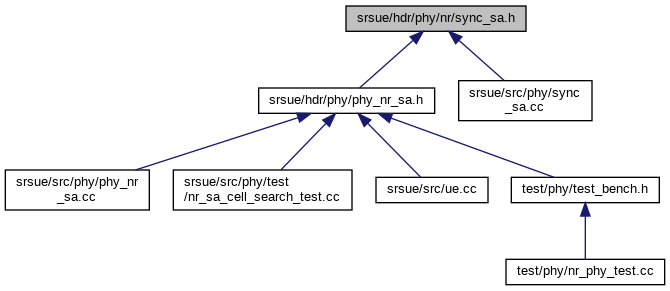 srsue/hdr/phy/nr/sync_sa.h
srsue/hdr/phy/phy_nr_sa.h
srsue/src/phy/sync
_sa.cc
srsue/src/phy/phy_nr
_sa.cc
srsue/src/phy/test
/nr_sa_cell_search_test.cc
srsue/src/ue.cc
test/phy/test_bench.h
test/phy/nr_phy_test.cc